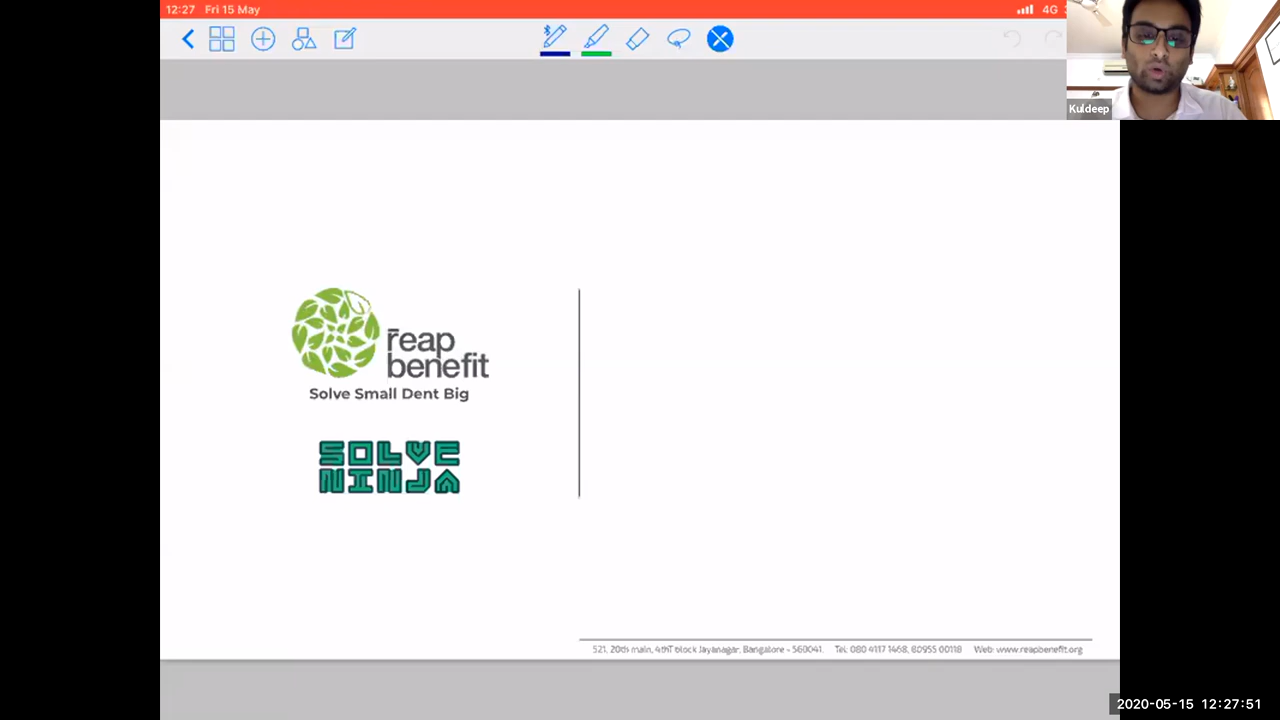 12:27 Fri 15 May
4G
Kuldeep
reap
benefit
Solve Small Dent Big
SOLVE
NINJA
521, 20th main, 4thT block Jayanagar, Bangalore - 560041. Tel: 080 4117 1468, 80955 00118 Web: www.reapbenefit.org
2020-05-15 12:27:51